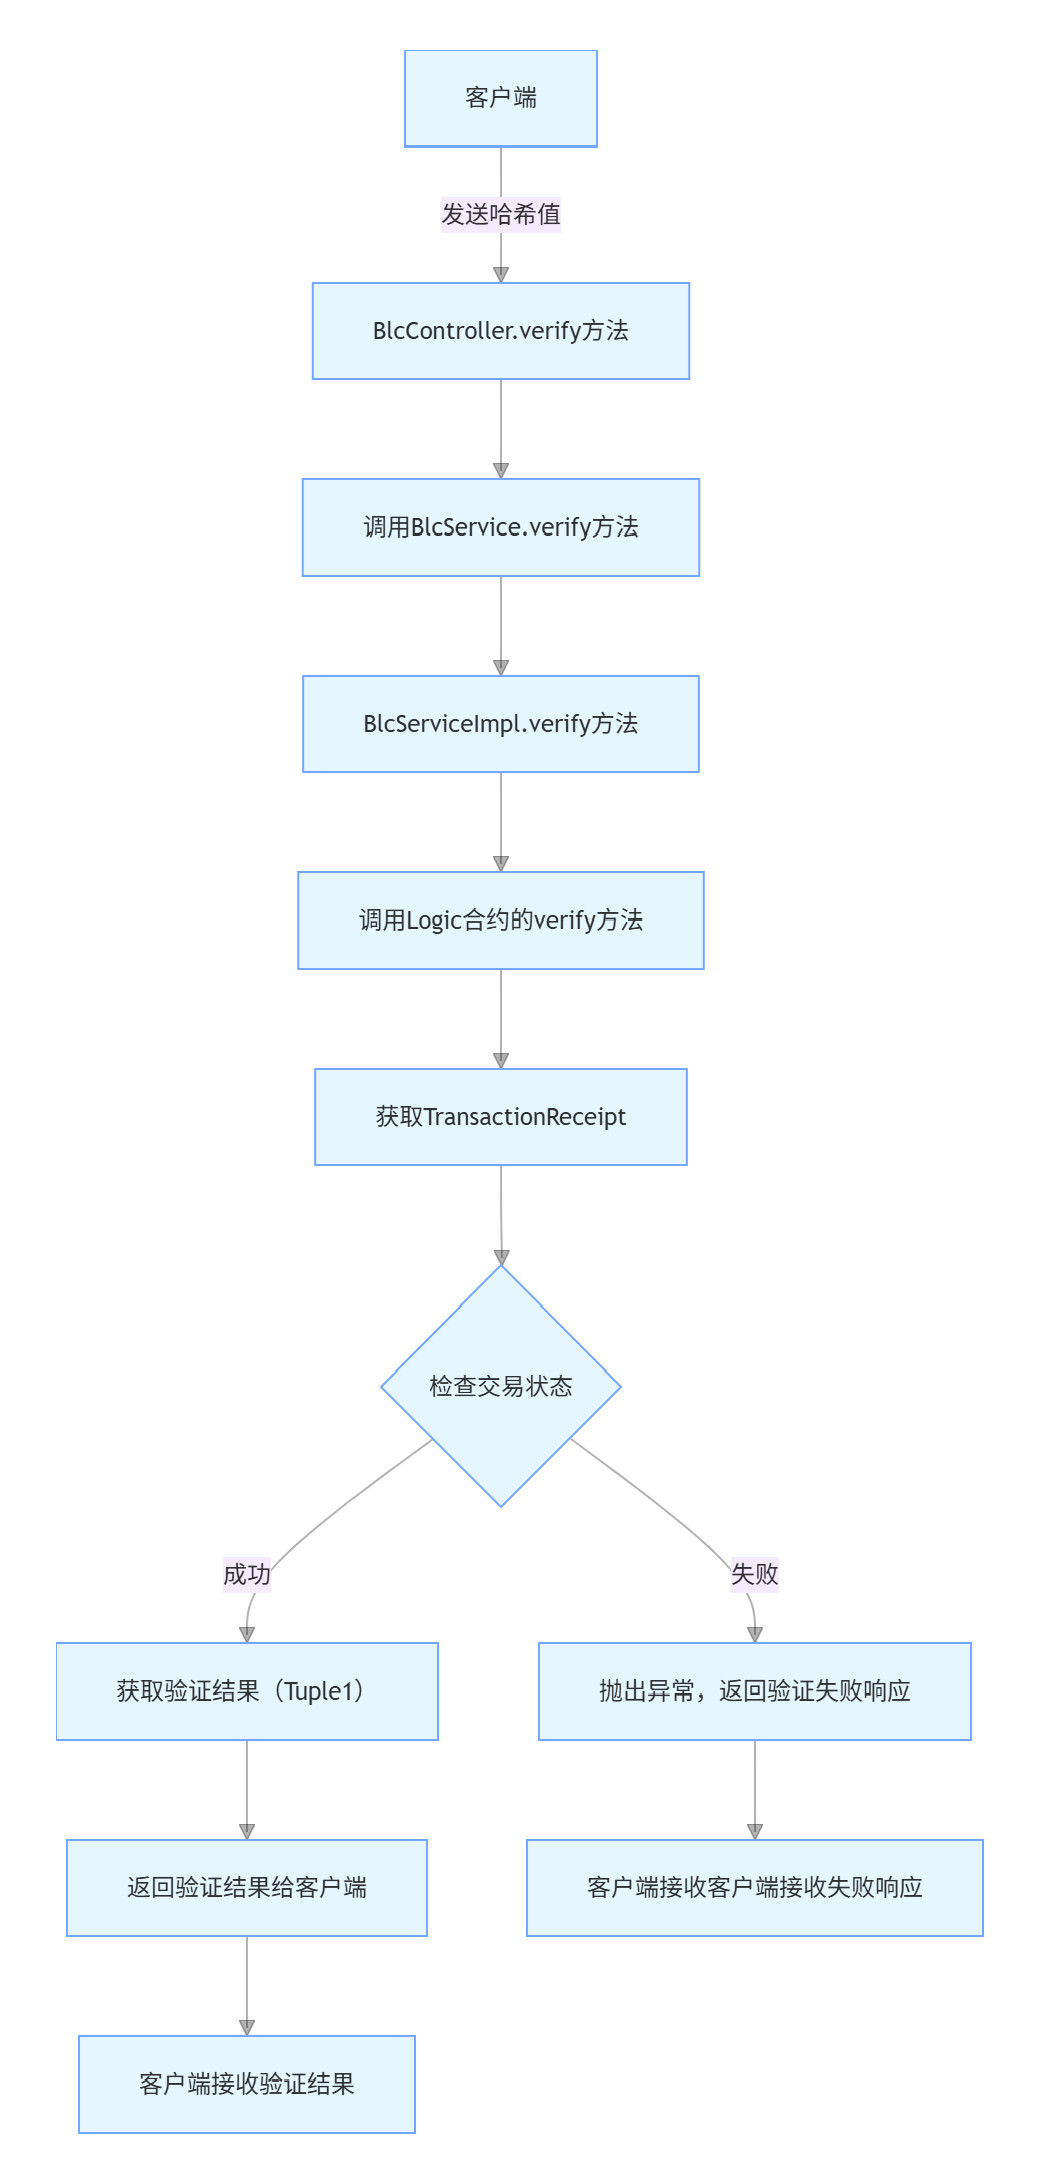 客户端
发送哈希值
BlcController.verify方法
调用BlcService.verify方法
BlcServiceImpl.verify方法
调用Logic合约的verify方法
获取TransactionReceipt
检查交易状态
成功
失败
获取验证结果（Tuple1）
抛出异常，返回验证失败响应
返回验证结果给客户端
客户端接收客户端接收失败响应
客户端接收验证结果